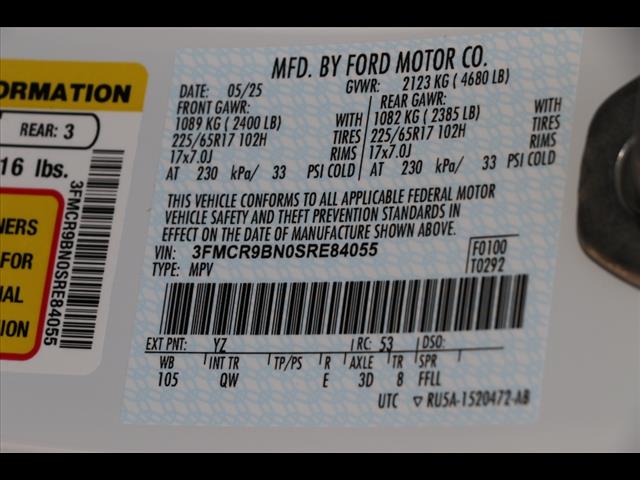 ORMATION
REAR: 3
16 lbs.
NERS
FOR
AL
ION
3FMCR9BN0SRE84055
MFD. BY FORD MOTOR CO.
DATE: 05/25 GVWR: 2123 KG ( 4680 LB)
FRONT GAWR: REAR GAWR:
1089 KG ( 2400 LB) WITH 1082 KG ( 2385 LB) WITH
225/65R17 102H TIRES 225/65R17 102H TIRES
17x7.0J RIMS 17x7.0J RIMS
AT 230 kPa/ 33 PSI COLD AT 230 kPa/ 33 PSI COLD
THIS VEHICLE CONFORMS TO ALL APPLICABLE FEDERAL MOTOR
VEHICLE SAFETY AND THEFT PREVENTION STANDARDS IN
EFFECT ON THE DATE OF MANUFACTURE SHOWN ABOVE.
VIN: 3FMCR9BN0SRE84055 F0100
TYPE: MPV T0292
EXT PNT: YZ RC: 53 DSO:
WB INT TR TP/PS R AXLE TR SPR
105 QW E 3D 8 FFLL
UTC ▽ RU5A-1520472-AB